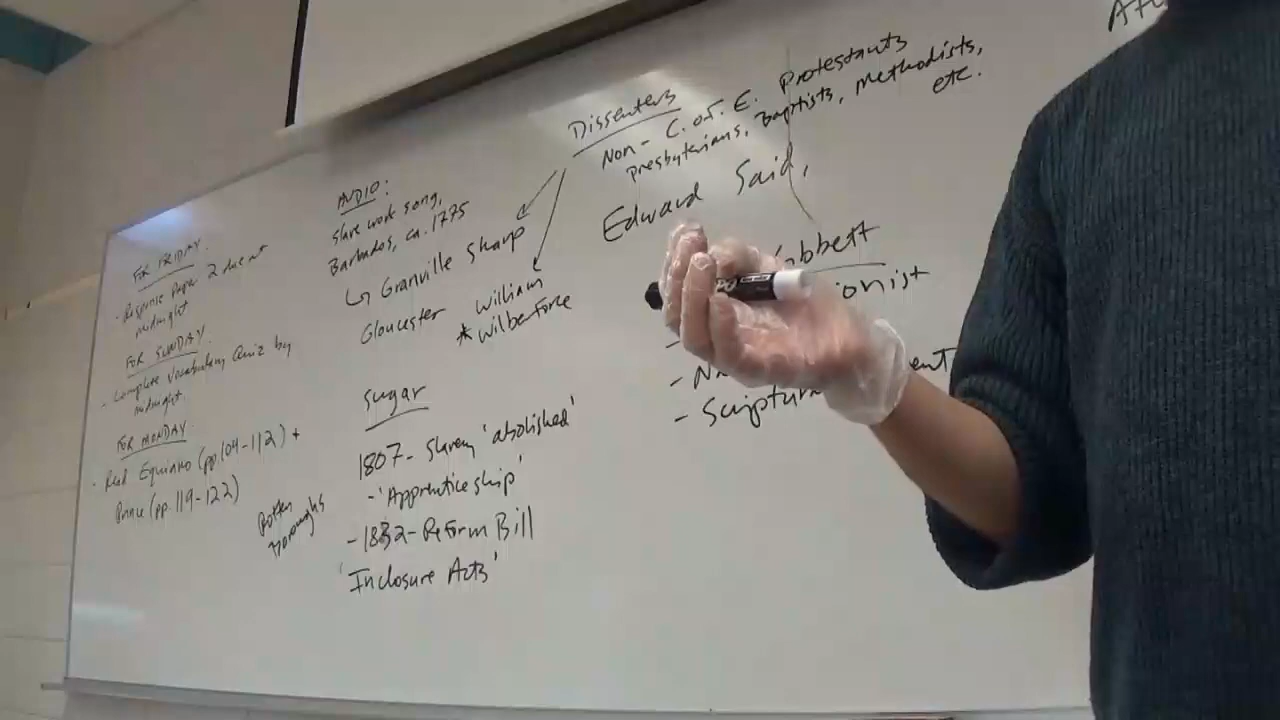 FOR FRIDAY:
- Response Paper 2 due at
midnight
FOR SUNDAY:
- Complete Vocabulary Quiz by
midnight.
FOR MONDAY:
- Read Equiano (pp. 104-112) +
Prince (pp. 119-122)
Rotten
Boroughs
AUDIO:
slave work song,
Barbados, ca. 1775
↳ Granville Sharp
Gloucester
William
* Wilberforce
Sugar
1807 - Slavery 'abolished'
- 'Apprenticeship'
- 1832 - Reform Bill
'Inclosure Acts'
Dissenters
Non- C. of E. Protestants
Presbyterians, Baptists, Methodists,
etc.
Edward Said,
obbett
onist
- Scriptur